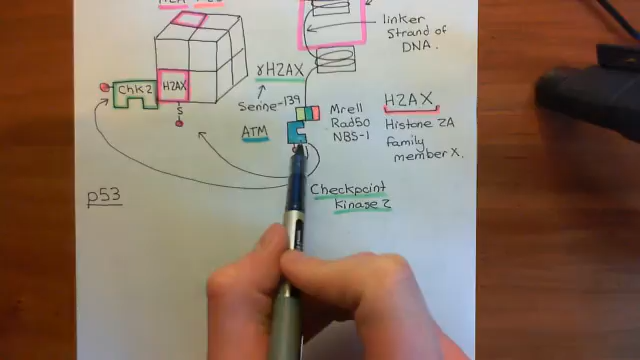 linker
Strand of
DNA.
γH2AX
Chk2
H2AX
S
Serine-139
ATM
Mre11
Rad50
NBS-1
H2AX
Histone 2A
family
member X.
p53
Checkpoint
Kinase 2